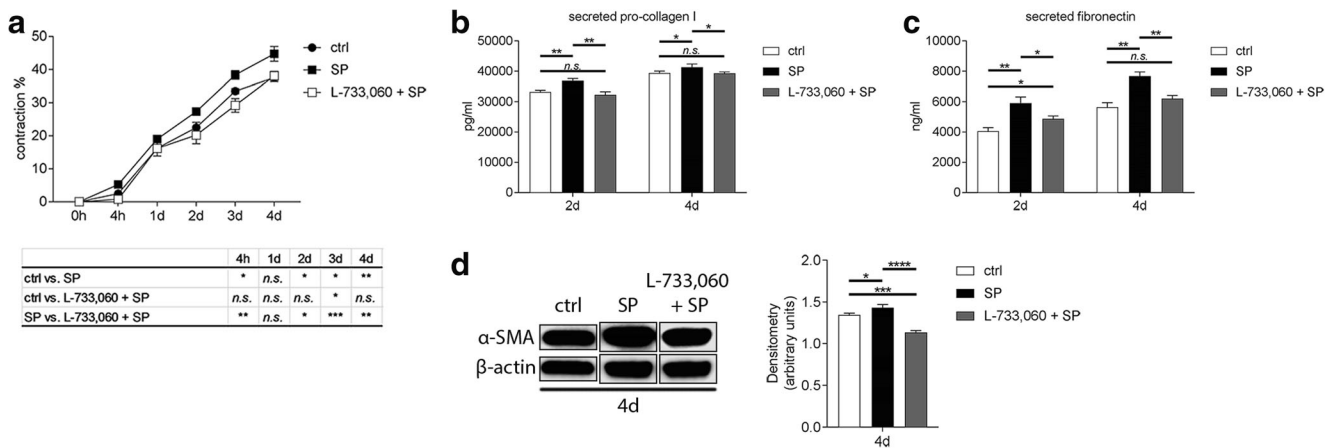 a
50
40
30
20
10
0
contraction %
0h 4h 1d 2d 3d 4d
ctrl
SP
L-733,060 + SP
4h 1d 2d 3d 4d
ctrl vs. SP * n.s. * * **
ctrl vs. L-733,060 + SP n.s. n.s. n.s. * n.s.
SP vs. L-733,060 + SP ** n.s. * *** **
b
secreted pro-collagen I
50000
40000
30000
20000
10000
0
pg/ml
** **
n.s.
* *
n.s.
2d 4d
ctrl
SP
L-733,060 + SP
c
secreted fibronectin
10000
8000
6000
4000
2000
0
ng/ml
** *
*
** **
n.s.
2d 4d
ctrl
SP
L-733,060 + SP
d
ctrl SP L-733,060
+ SP
α-SMA
β-actin
4d
2.0
1.5
1.0
0.5
0.0
Densitometry
(arbitrary units)
* ****
***
4d
ctrl
SP
L-733,060 + SP